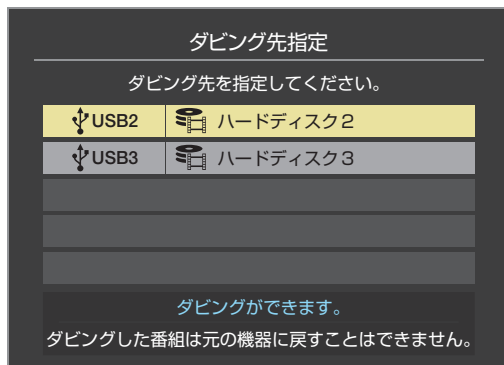 ダビング先指定
ダビング先を指定してください。
USB2 ハードディスク2
USB3 ハードディスク3
ダビングができます。
ダビングした番組は元の機器に戻すことはできません。